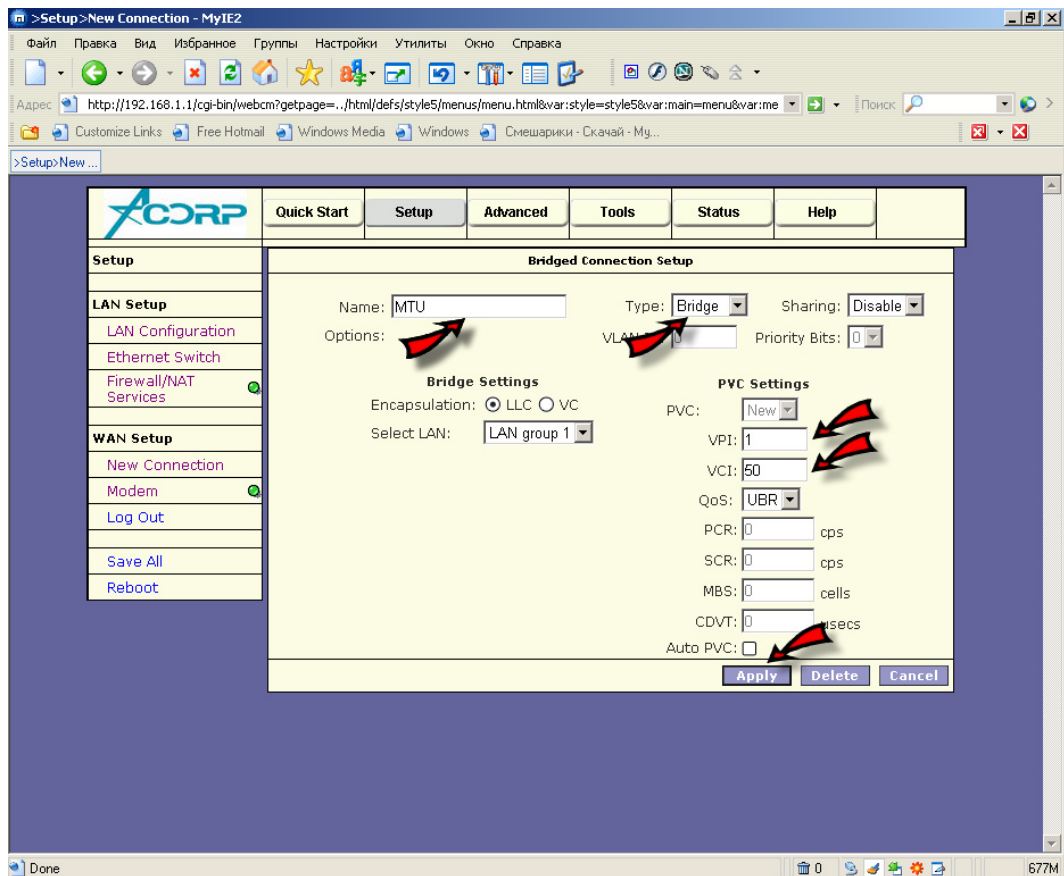 >Setup>New Connection - MyIE2
Файл Правка Вид Избранное Группы Настройки Утилиты Окно Справка
Адрес http://192.168.1.1/cgi-bin/webcm?getpage=../html/defs/style5/menus/menu.html&var:style=style5&var:main=menu&var:me Поиск
Customize Links Free Hotmail Windows Media Windows Смешарики - Скачай - My...
>Setup>New ...
ACORP Quick Start Setup Advanced Tools Status Help
Setup Bridged Connection Setup
LAN Setup
LAN Configuration
Ethernet Switch
Firewall/NAT
Services
WAN Setup
New Connection
Modem
Log Out
Save All
Reboot
Name: MTU Type: Bridge Sharing: Disable
Options: VLAN 0 Priority Bits: 0
Bridge Settings
Encapsulation: LLC VC
Select LAN: LAN group 1
PVC Settings
PVC: New
VPI: 1
VCI: 50
QoS: UBR
PCR: 0 cps
SCR: 0 cps
MBS: 0 cells
CDVT: 0 usecs
Auto PVC:
Apply Delete Cancel
Done 0 677M